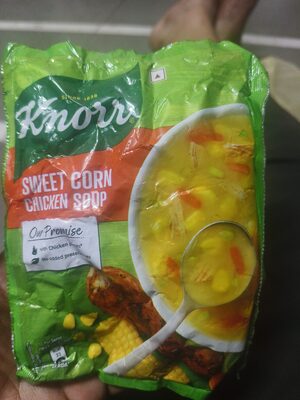 SINCE 1838
Knorr
SWEET CORN
CHICKEN SOUP
Our Promise
with Chicken
no added preservatives